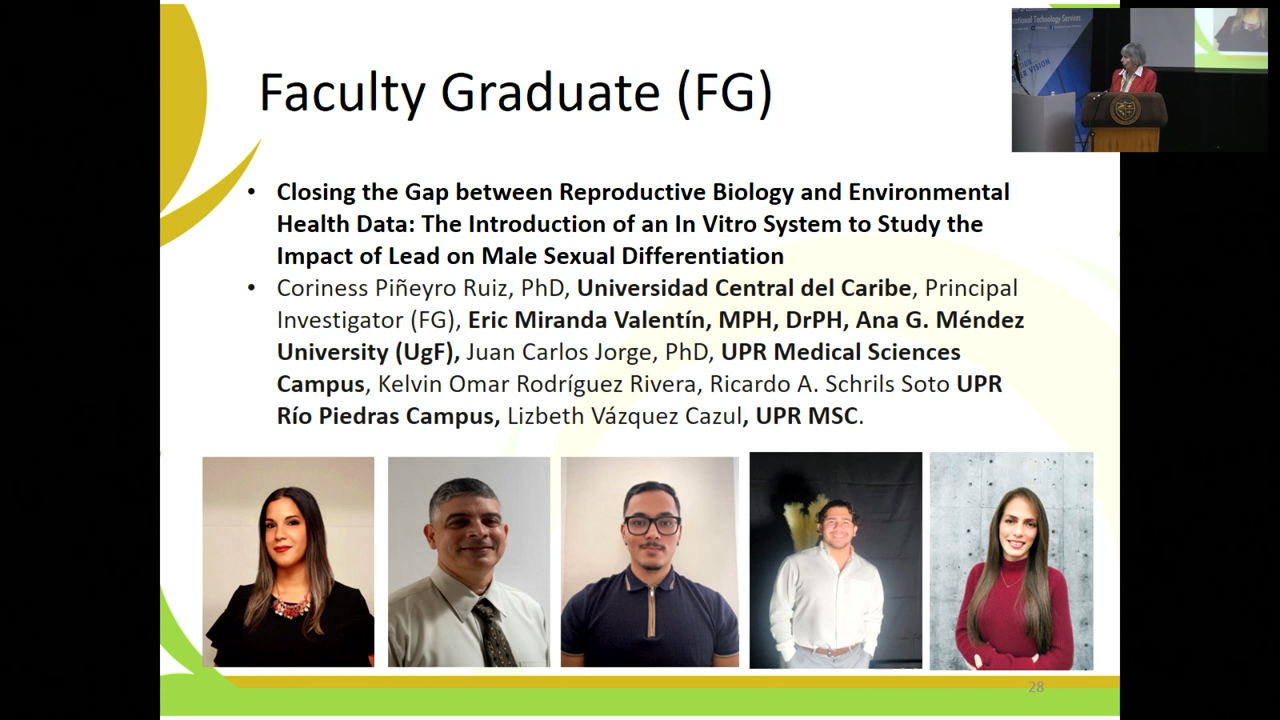 Faculty Graduate (FG)
• Closing the Gap between Reproductive Biology and Environmental
Health Data: The Introduction of an In Vitro System to Study the
Impact of Lead on Male Sexual Differentiation
• Coriness Piñeyro Ruiz, PhD, Universidad Central del Caribe, Principal
Investigator (FG), Eric Miranda Valentín, MPH, DrPH, Ana G. Méndez
University (UgF), Juan Carlos Jorge, PhD, UPR Medical Sciences
Campus, Kelvin Omar Rodríguez Rivera, Ricardo A. Schrils Soto UPR
Río Piedras Campus, Lizbeth Vázquez Cazul, UPR MSC.
28
Technology Services
VISION